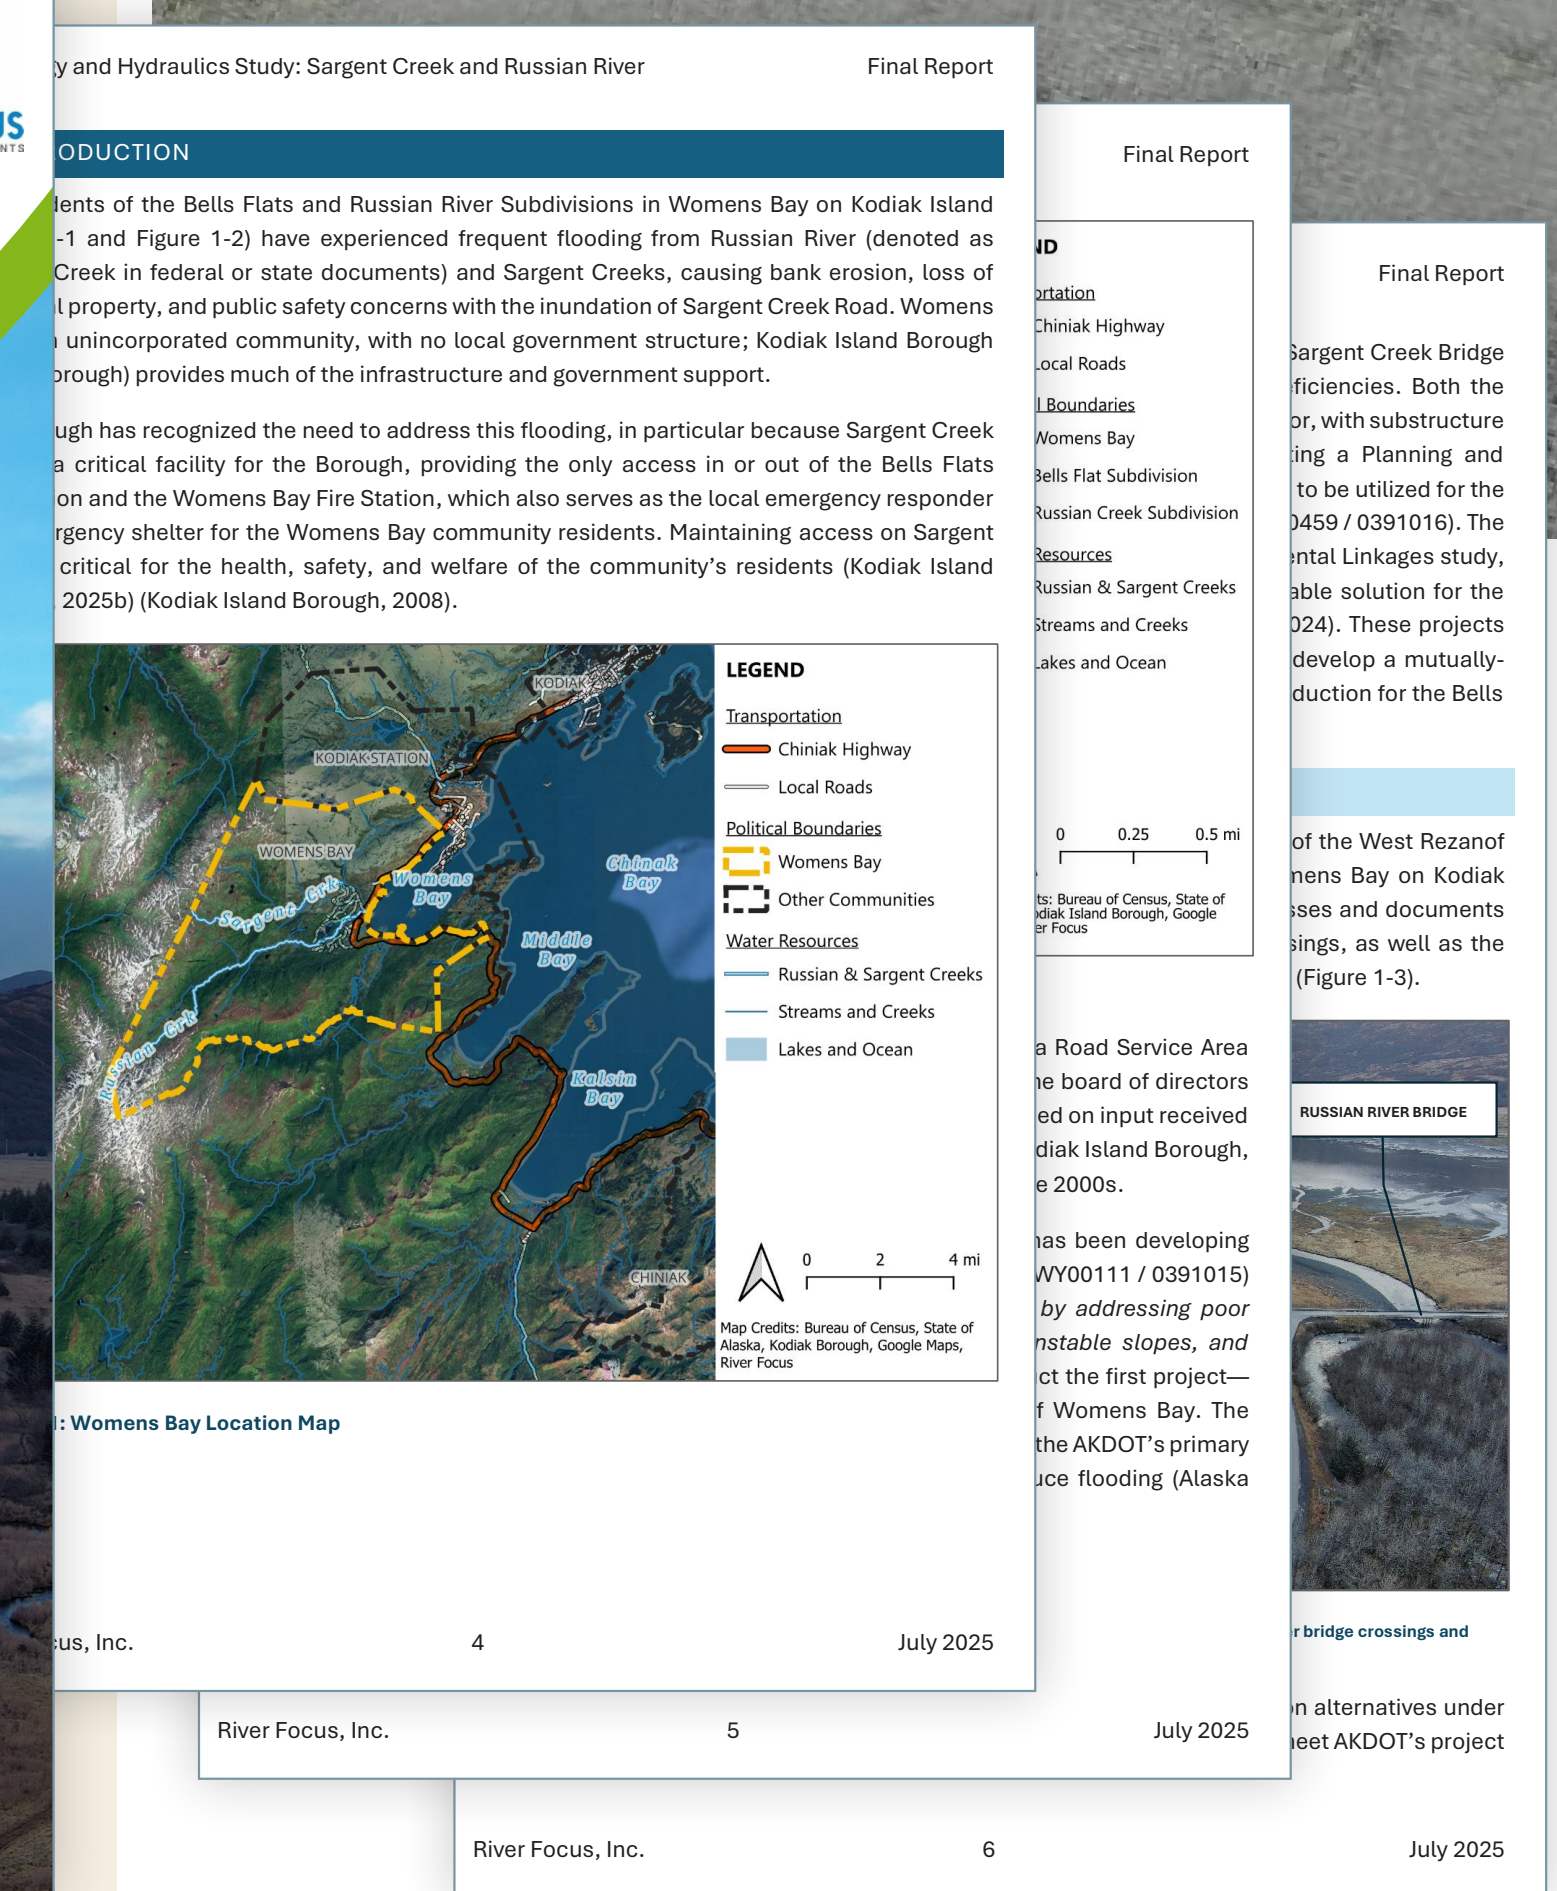 US
NTS
y and Hydraulics Study: Sargent Creek and Russian River Final Report
ODUCTION
dents of the Bells Flats and Russian River Subdivisions in Womens Bay on Kodiak Island
-1 and Figure 1-2) have experienced frequent flooding from Russian River (denoted as
Creek in federal or state documents) and Sargent Creeks, causing bank erosion, loss of
l property, and public safety concerns with the inundation of Sargent Creek Road. Womens
unincorporated community, with no local government structure; Kodiak Island Borough
orough) provides much of the infrastructure and government support.
ugh has recognized the need to address this flooding, in particular because Sargent Creek
a critical facility for the Borough, providing the only access in or out of the Bells Flats
on and the Womens Bay Fire Station, which also serves as the local emergency responder
rgency shelter for the Womens Bay community residents. Maintaining access on Sargent
critical for the health, safety, and welfare of the community's residents (Kodiak Island
2025b) (Kodiak Island Borough, 2008).
KODIAK
KODIAK STATION
WOMENS BAY
Chinak
Bay
Womens
Bay
Sargent Crk
Middle
Bay
Russian Crk
Kalsin
Bay
CHINIAK
LEGEND
Transportation
Chiniak Highway
Local Roads
Political Boundaries
Womens Bay
Other Communities
Water Resources
Russian & Sargent Creeks
Streams and Creeks
Lakes and Ocean
0 2 4 mi
Map Credits: Bureau of Census, State of
Alaska, Kodiak Borough, Google Maps,
River Focus
: Womens Bay Location Map
cus, Inc. 4 July 2025
Final Report
ND
ortation
Chiniak Highway
Local Roads
l Boundaries
Womens Bay
Bells Flat Subdivision
Russian Creek Subdivision
Resources
Russian & Sargent Creeks
Streams and Creeks
Lakes and Ocean
0 0.25 0.5 mi
ts: Bureau of Census, State of
odiak Island Borough, Google
er Focus
a Road Service Area
he board of directors
ed on input received
diak Island Borough,
e 2000s.
has been developing
WY00111 / 0391015)
by addressing poor
nstable slopes, and
ct the first project—
f Womens Bay. The
the AKDOT's primary
uce flooding (Alaska
River Focus, Inc. 5 July 2025
Final Report
Sargent Creek Bridge
eficiencies. Both the
or, with substructure
ting a Planning and
to be utilized for the
0459 / 0391016). The
ental Linkages study,
able solution for the
024). These projects
develop a mutually-
duction for the Bells
of the West Rezanof
mens Bay on Kodiak
sses and documents
sings, as well as the
(Figure 1-3).
RUSSIAN RIVER BRIDGE
r bridge crossings and
on alternatives under
meet AKDOT's project
River Focus, Inc. 6 July 2025